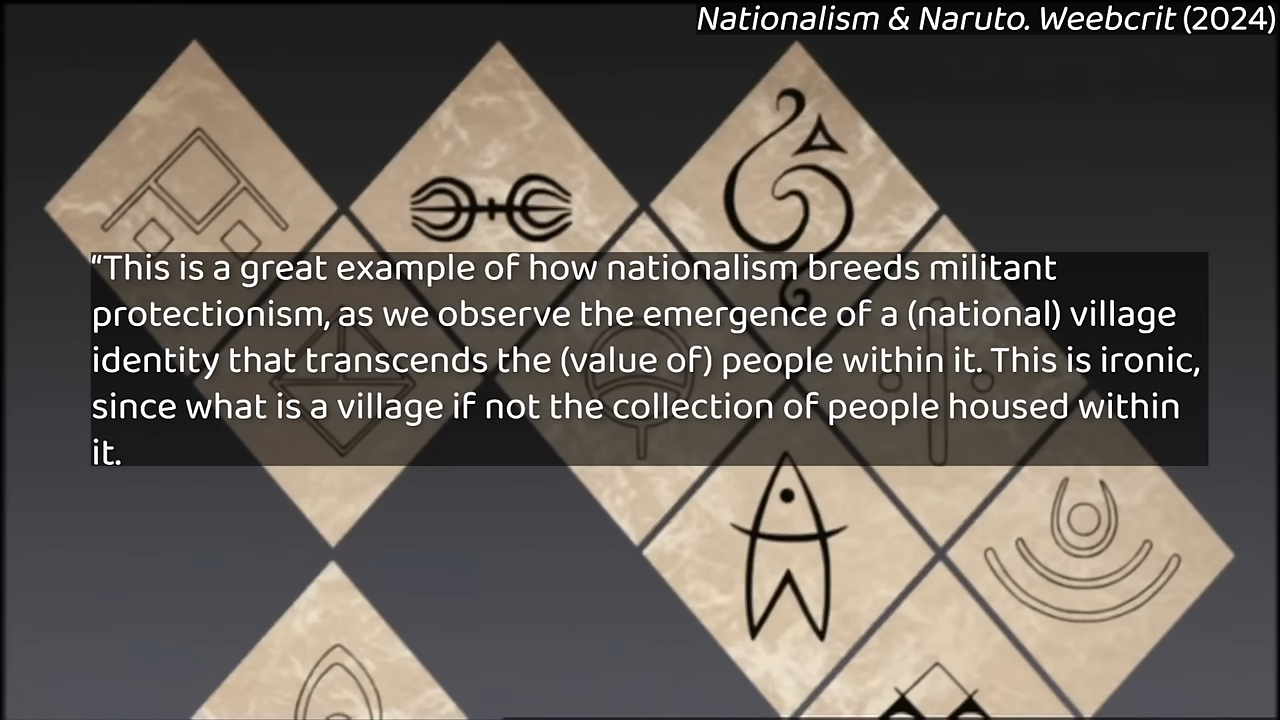 Nationalism & Naruto. Weebcrit (2024)
“This is a great example of how nationalism breeds militant
protectionism, as we observe the emergence of a (national) village
identity that transcends the (value of) people within it. This is ironic,
since what is a village if not the collection of people housed within
it.